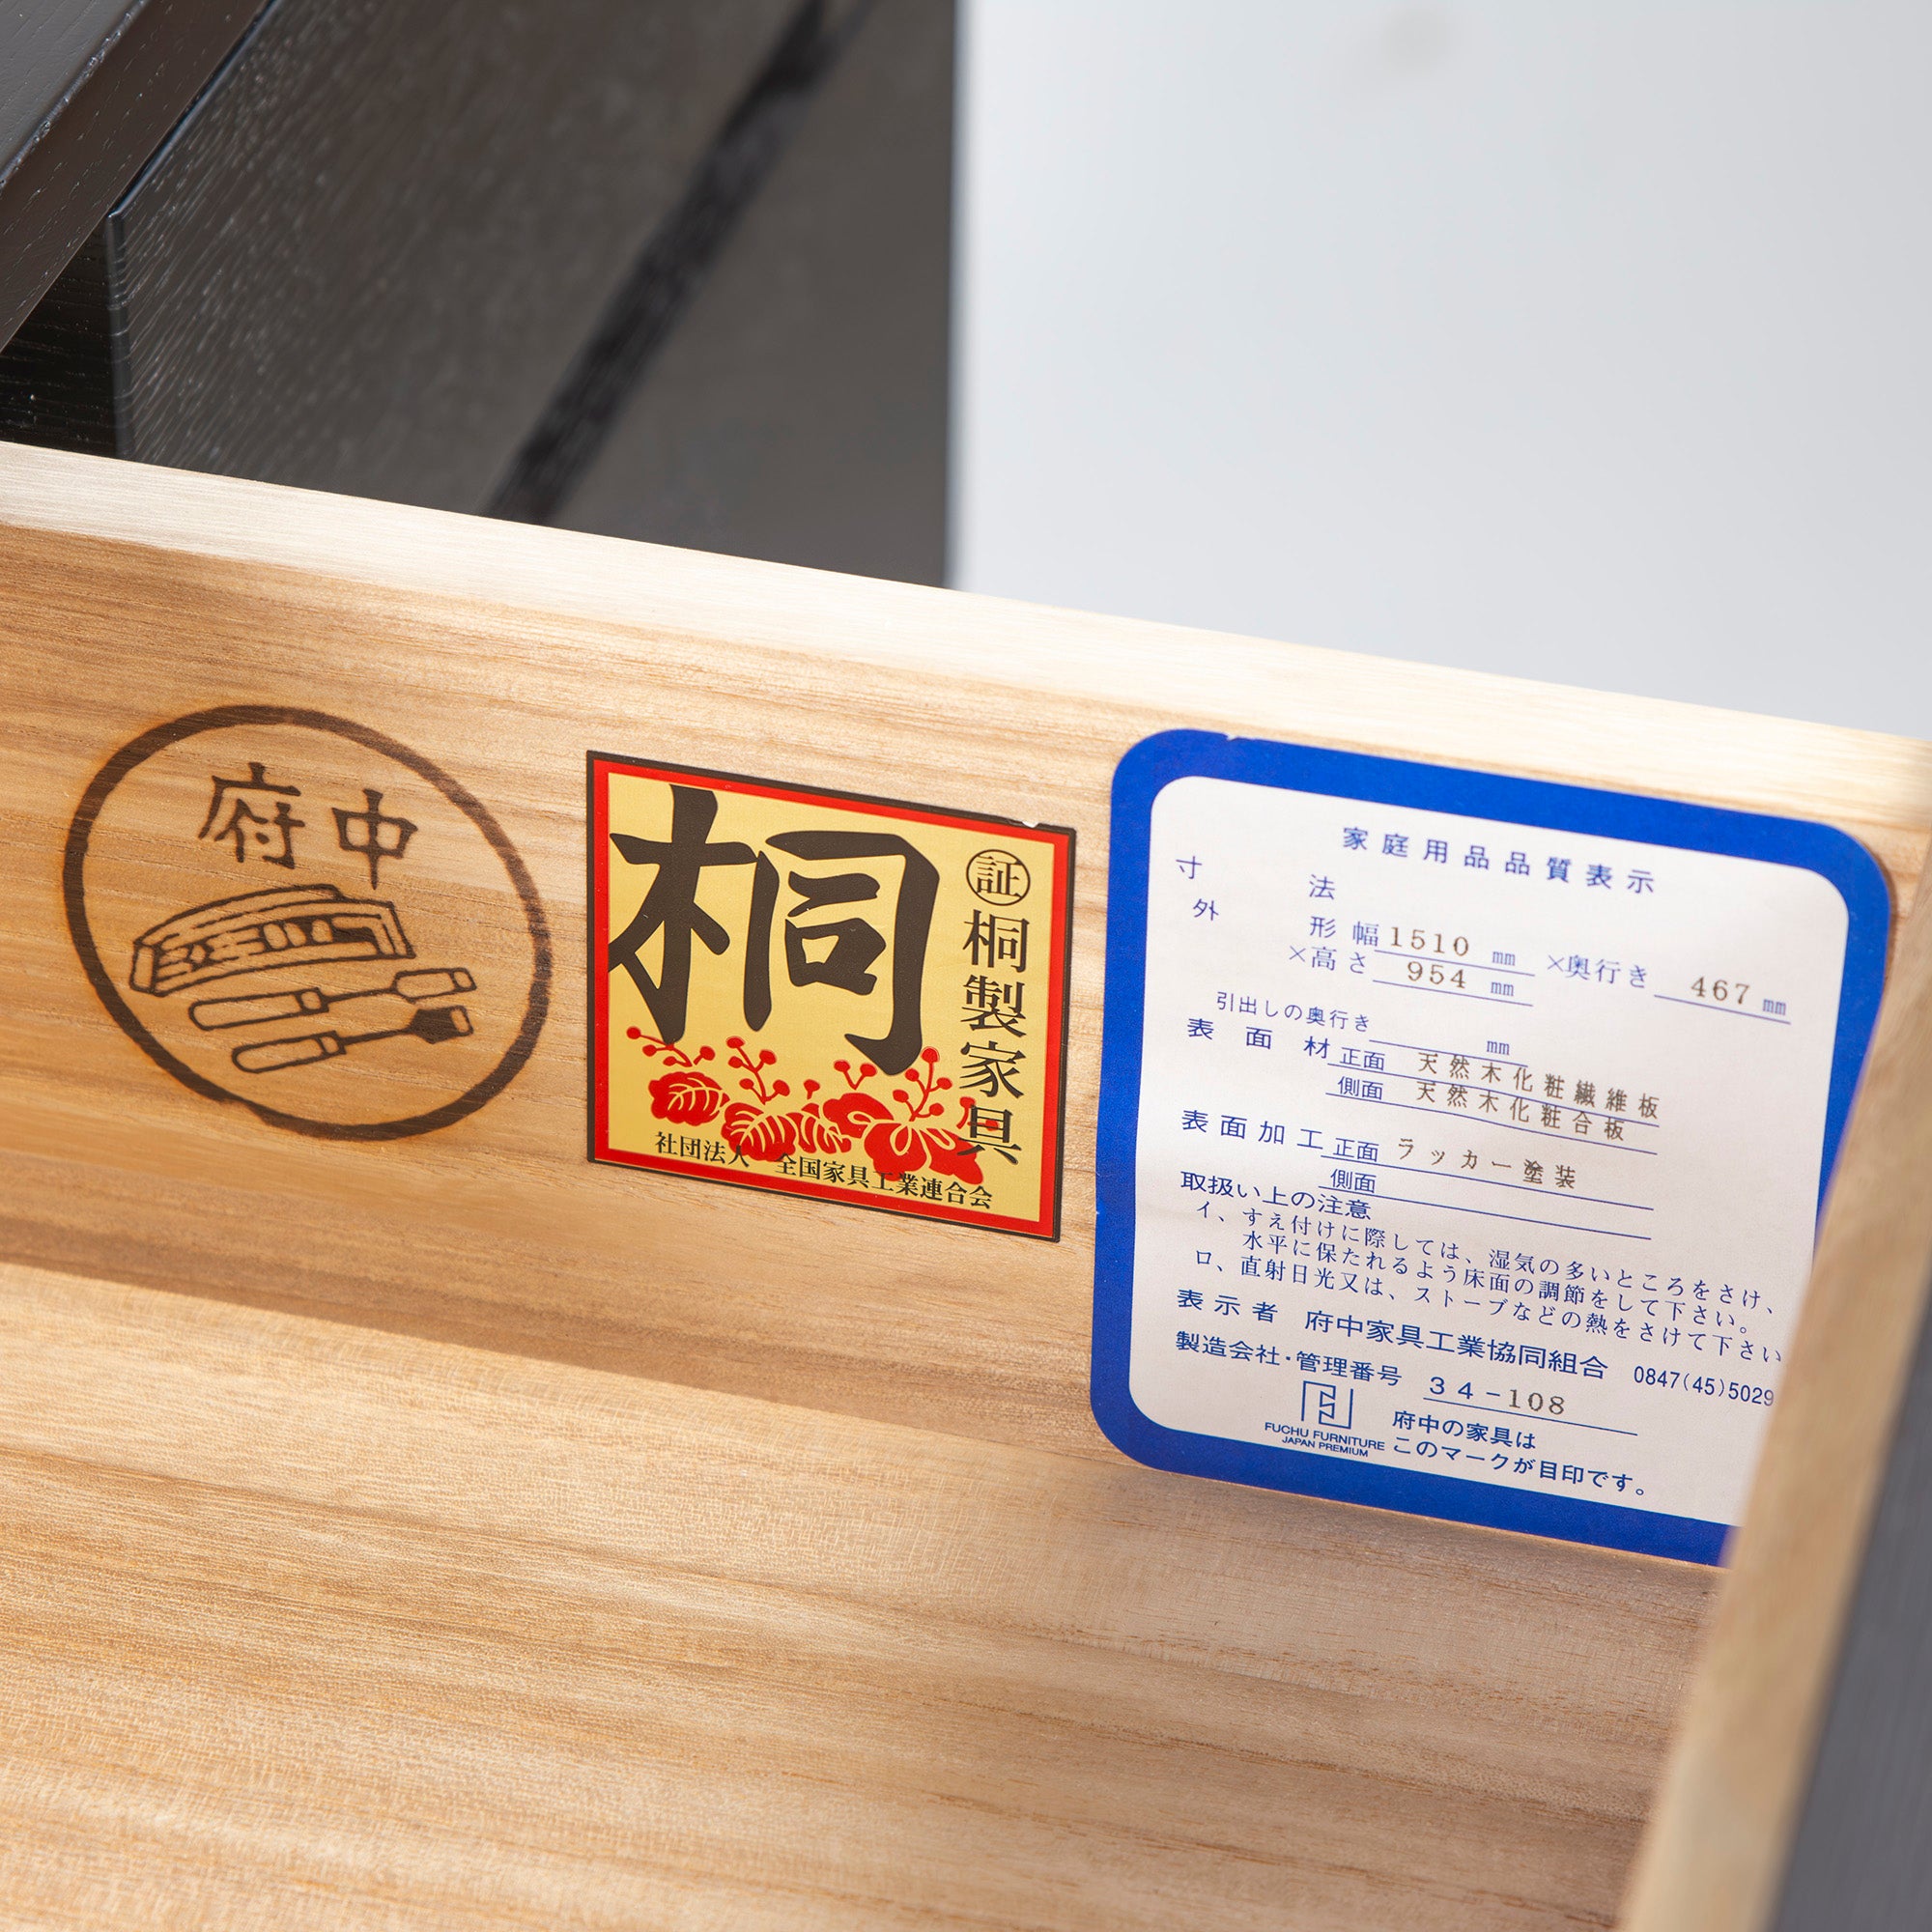 府中
桐
証
桐製家具
社団法人 全国家具工業連合会
家庭用品品質表示
寸法
外形 幅 1510 mm ×奥行き 467 mm
×高さ 954 mm
引出しの奥行き mm
表面材 正面 天然木化粧繊維板
側面 天然木化粧合板
表面加工 正面 ラッカー塗装
側面
取扱い上の注意
イ、すえ付けに際しては、湿気の多いところをさけ、
水平に保たれるよう床面の調節をして下さい。
ロ、直射日光又は、ストーブなどの熱をさけて下さい
表示者 府中家具工業協同組合 0847(45)5029
製造会社・管理番号 34-108
FUCHU FURNITURE
JAPAN PREMIUM
府中の家具は
このマークが目印です。